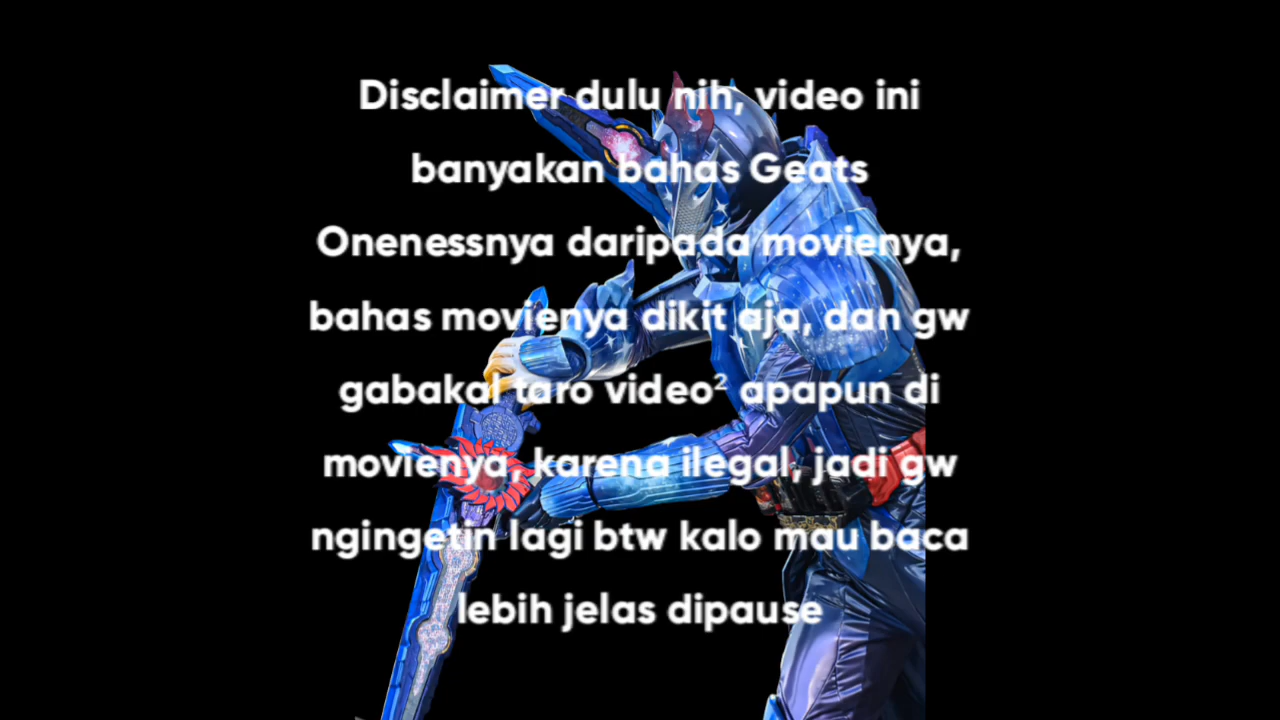 Disclaimer dulu nih, video ini
banyakan bahas Geats
Onenessnya daripada movienya,
bahas movienya dikit aja, dan gw
gabakal taro video² apapun di
movienya, karena ilegal, jadi gw
ngingetin lagi btw kalo mau baca
lebih jelas dipause